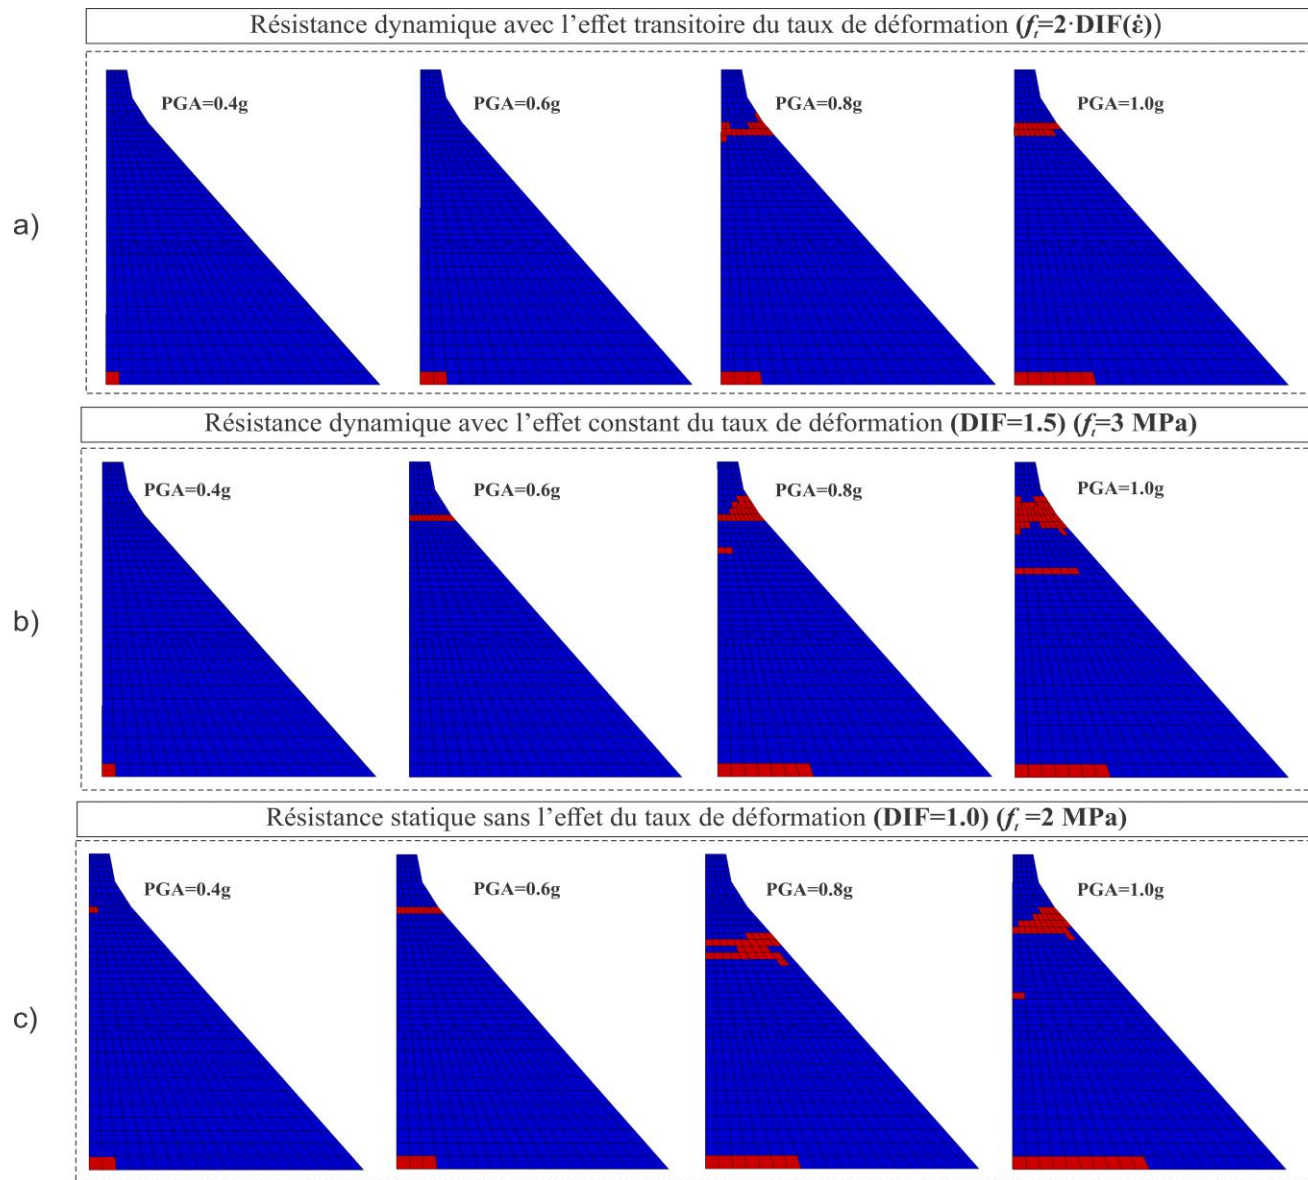 Résistance dynamique avec l’effet transitoire du taux de déformation (fₜ=2·DIF(ε̇))
PGA=0.4g
PGA=0.6g
PGA=0.8g
PGA=1.0g
a)
Résistance dynamique avec l’effet constant du taux de déformation (DIF=1.5) (fₜ=3 MPa)
PGA=0.4g
PGA=0.6g
PGA=0.8g
PGA=1.0g
b)
Résistance statique sans l’effet du taux de déformation (DIF=1.0) (fₜ =2 MPa)
PGA=0.4g
PGA=0.6g
PGA=0.8g
PGA=1.0g
c)